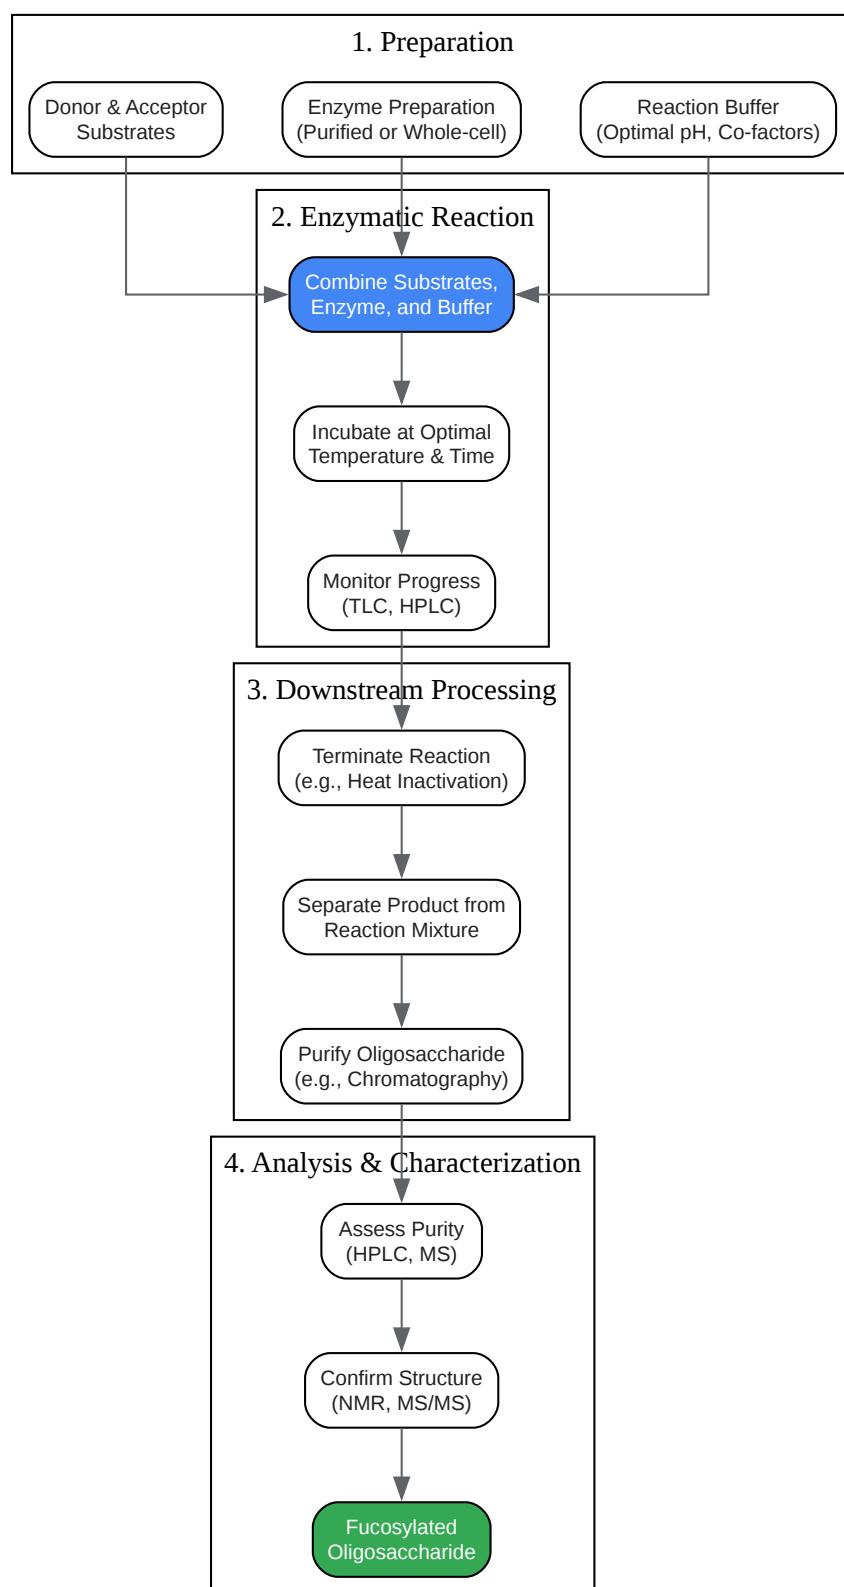 1. Preparation
Donor & Acceptor
Substrates
Enzyme Preparation
(Purified or Whole-cell)
Reaction Buffer
(Optimal pH, Co-factors)
2. Enzymatic Reaction
Combine Substrates,
Enzyme, and Buffer
Incubate at Optimal
Temperature & Time
Monitor Progress
(TLC, HPLC)
3. Downstream Processing
Terminate Reaction
(e.g., Heat Inactivation)
Separate Product from
Reaction Mixture
Purify Oligosaccharide
(e.g., Chromatography)
4. Analysis & Characterization
Assess Purity
(HPLC, MS)
Confirm Structure
(NMR, MS/MS)
Fucosylated
Oligosaccharide